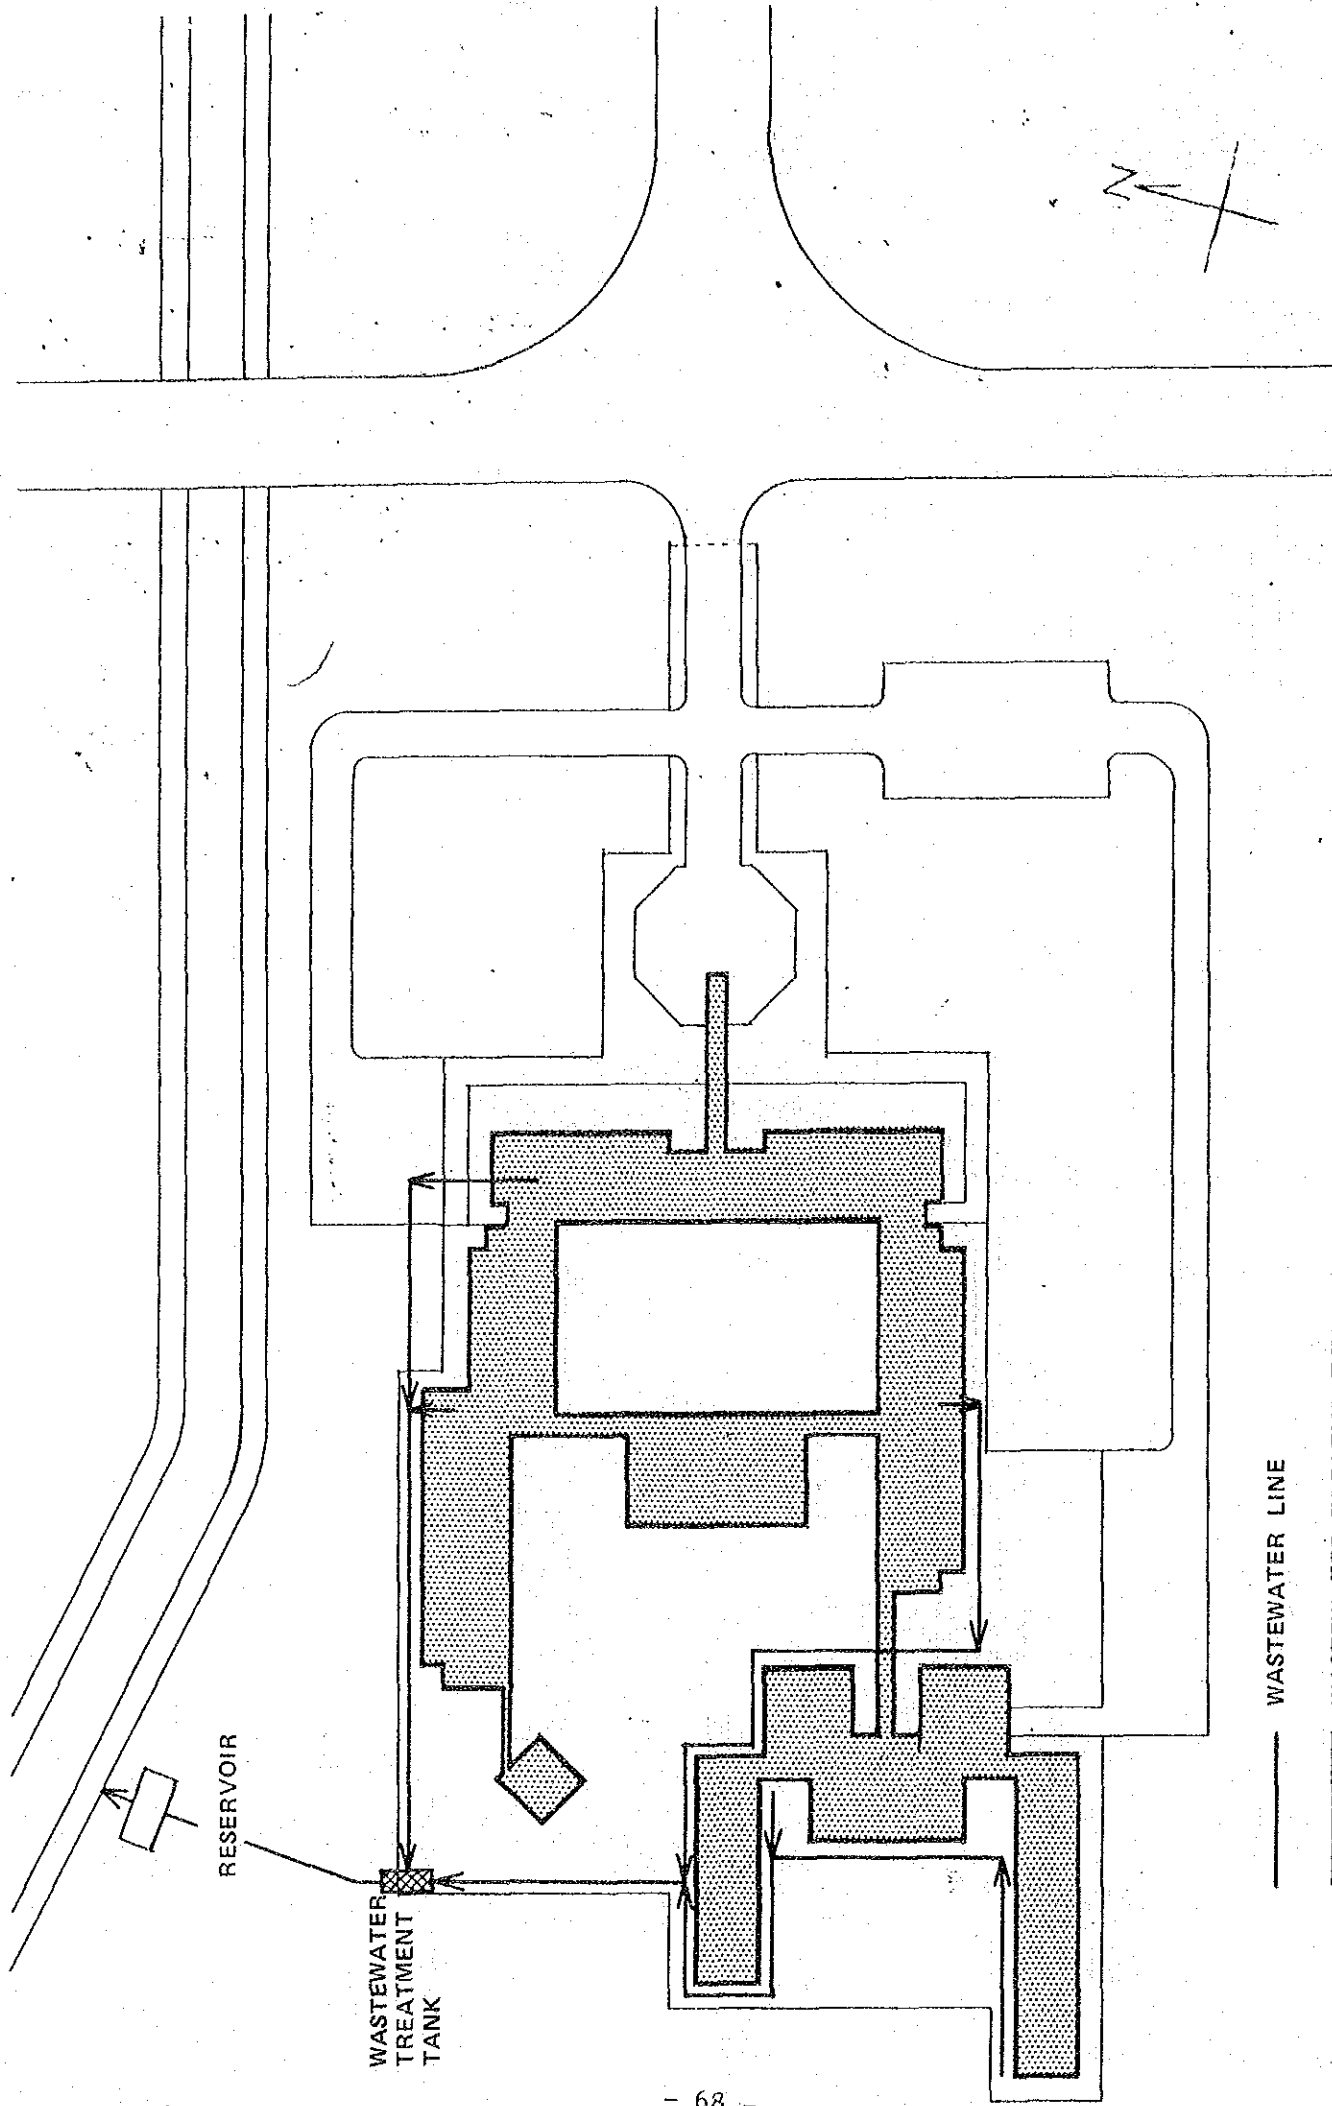 N
RESERVOIR
WASTEWATER
TREATMENT
TANK
WASTEWATER LINE
- 68 -